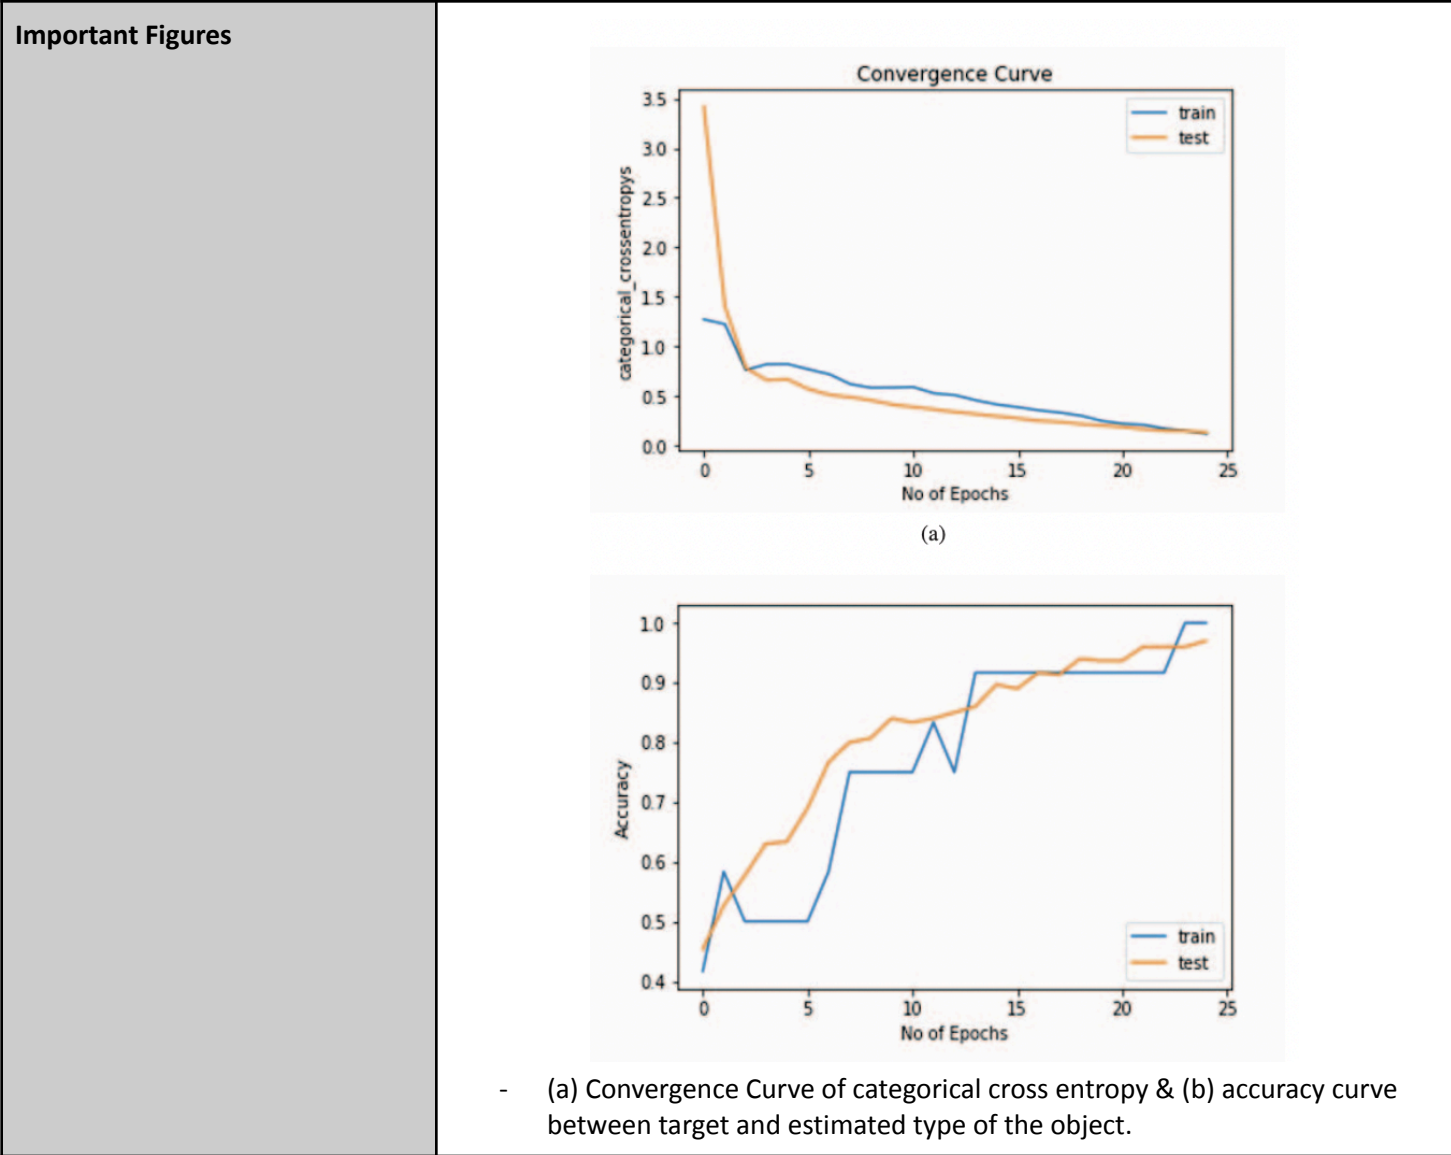 Important Figures
Convergence Curve
3.5
3.0
2.5
2.0
1.5
1.0
0.5
0.0
categorical_crossentropys
train
test
0 5 10 15 20 25
No of Epochs
(a)
1.0
0.9
0.8
0.7
0.6
0.5
0.4
Accuracy
train
test
0 5 10 15 20 25
No of Epochs
- (a) Convergence Curve of categorical cross entropy & (b) accuracy curve
between target and estimated type of the object.